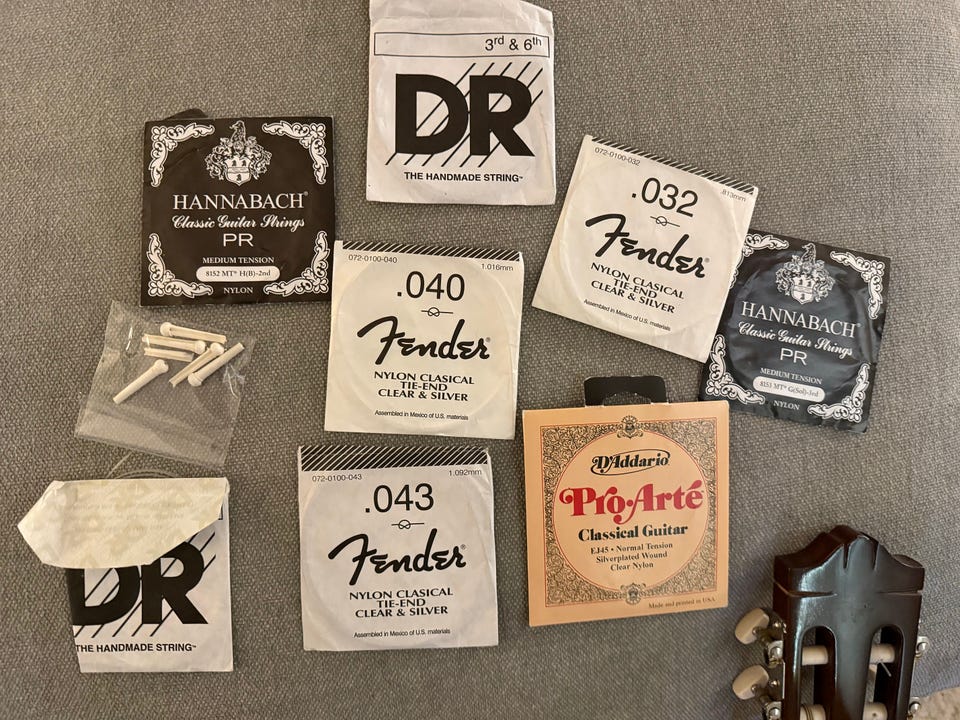 3rd & 6th
DR
THE HANDMADE STRING™
HANNABACH®
Classic Guitar Strings
PR
MEDIUM TENSION
8152 MT* H(B)-2nd
NYLON
072-0100-032
.813mm
.032
Fender®
NYLON CLASICAL
TIE-END
CLEAR & SILVER
Assembled in Mexico of U.S. materials
072-0100-040
1.016mm
.040
Fender®
NYLON CLASICAL
TIE-END
CLEAR & SILVER
Assembled in Mexico of U.S. materials
HANNABACH®
Classic Guitar Strings
PR
MEDIUM TENSION
8153 MT* G(Sol)-3rd
NYLON
072-0100-043
1.092mm
.043
Fender®
NYLON CLASICAL
TIE-END
CLEAR & SILVER
Assembled in Mexico of U.S. materials
D'Addario
Pro·Arté
Classical Guitar
EJ45 • Normal Tension
Silverplated Wound
Clear Nylon
Made and printed in USA
DR
THE HANDMADE STRING™